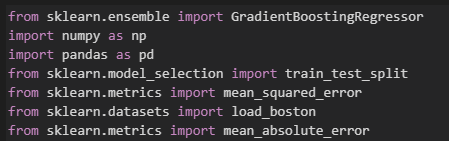 from sklearn.ensemble import GradientBoostingRegressor
import numpy as np
import pandas as pd
from sklearn.model_selection import train_test_split
from sklearn.metrics import mean_squared_error
from sklearn.datasets import load_boston
from sklearn.metrics import mean_absolute_error